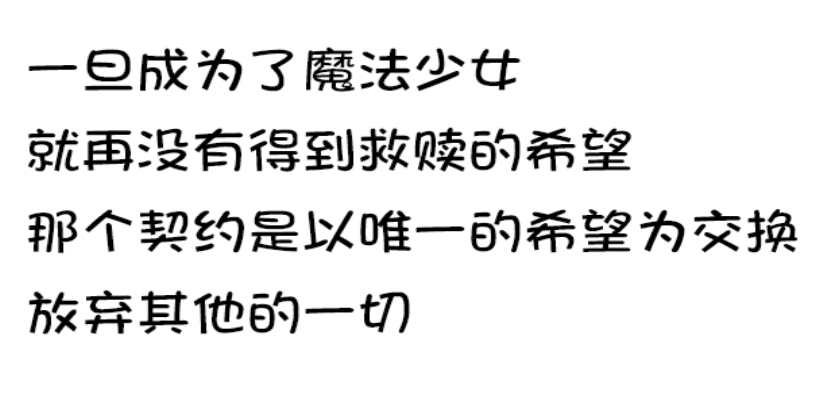 一旦成为了魔法少女
就再没有得到救赎的希望
那个契约是以唯一的希望为交换
放弃其他的一切